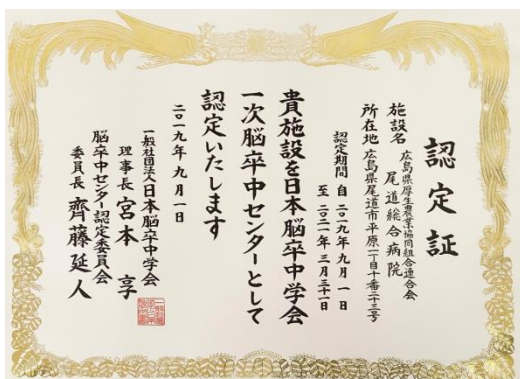 認定証
施設名 広島県厚生農業協同組合連合会
尾道総合病院
所在地 広島県尾道市平原一丁目十番二十三号
認定期間 自 二〇一九年九月一日
至 二〇二一年三月三十一日
貴施設を日本脳卒中学会
一次脳卒中センターとして
認定いたします
二〇一九年九月一日
一般社団法人日本脳卒中学会
理事長 宮本 享
脳卒中センター認定委員会
委員長 齊藤延人